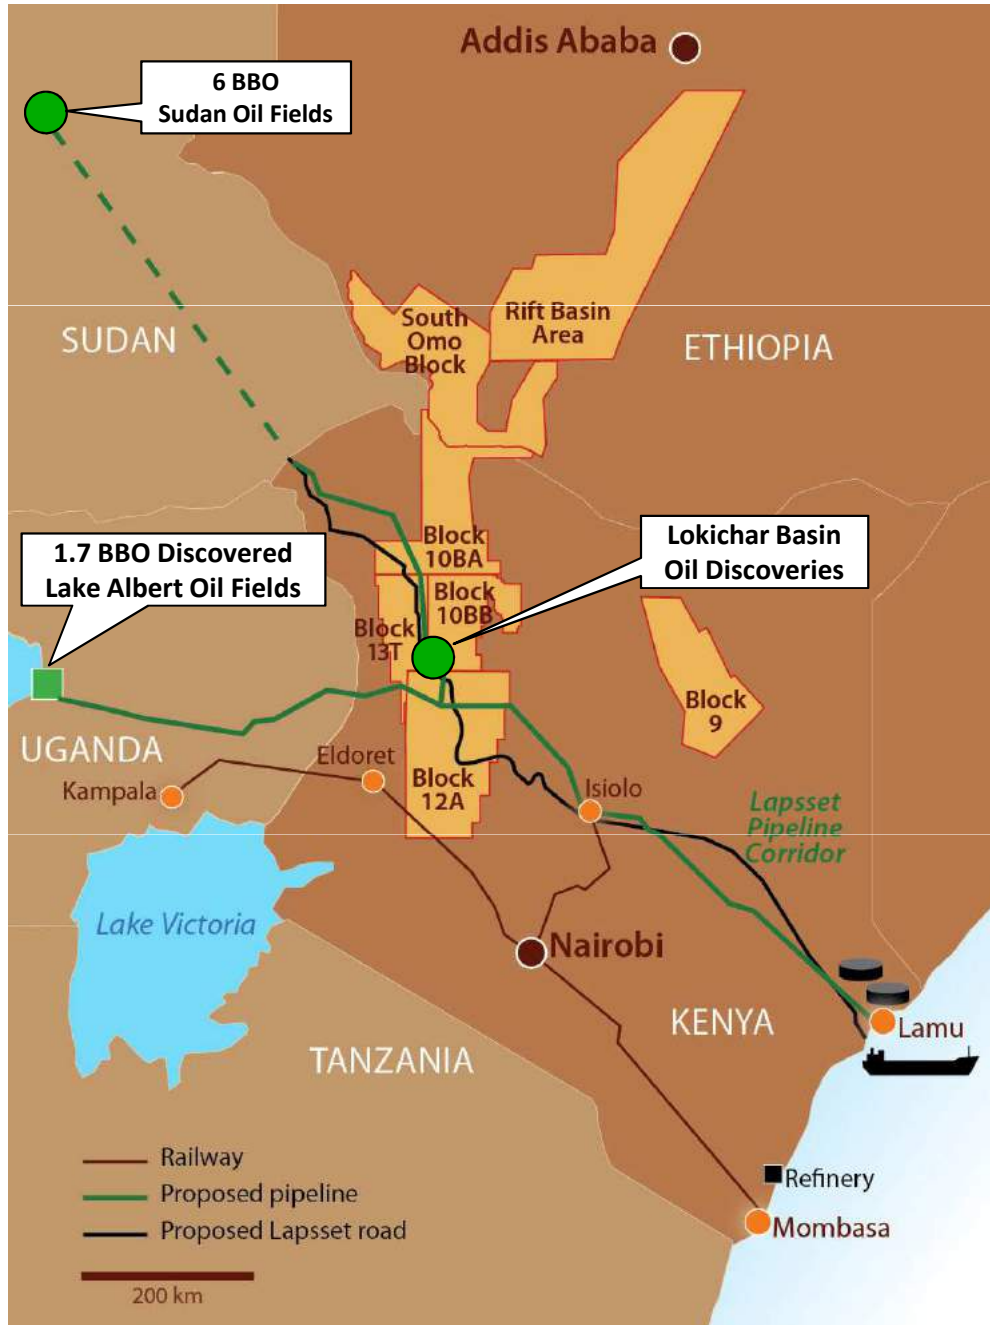 Addis Ababa
6 BBO
Sudan Oil Fields
SUDAN
South
Omo
Block
Rift Basin
Area
ETHIOPIA
1.7 BBO Discovered
Lake Albert Oil Fields
Block
10BA
Lokichar Basin
Oil Discoveries
Block
10BB
Block
13T
Block
9
UGANDA
Kampala
Eldoret
Block
12A
Isiolo
Lapsset
Pipeline
Corridor
Lake Victoria
Nairobi
KENYA
Lamu
TANZANIA
Railway
Proposed pipeline
Proposed Lapsset road
200 km
Refinery
Mombasa